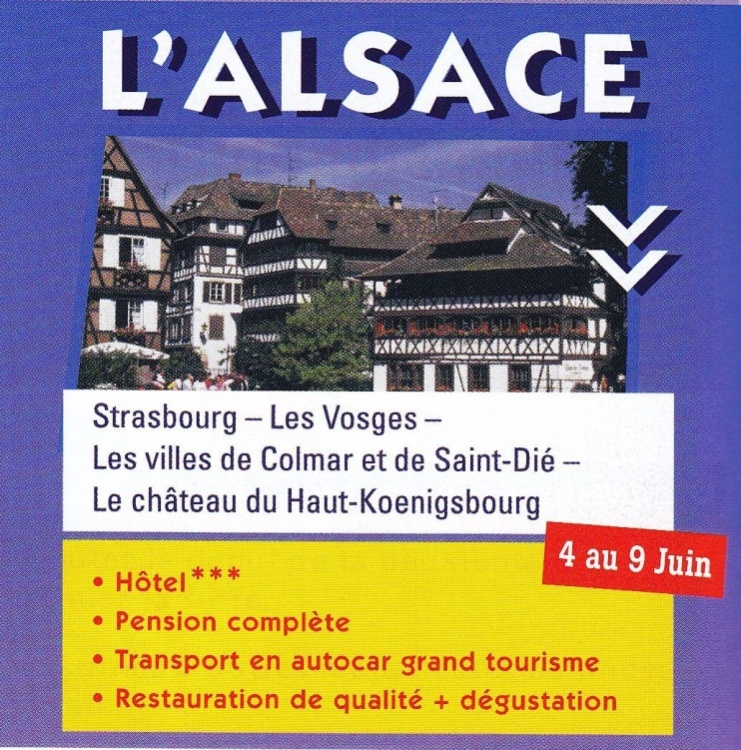 L'ALSACE
Strasbourg – Les Vosges –
Les villes de Colmar et de Saint-Dié –
Le château du Haut-Koenigsbourg
4 au 9 Juin
• Hôtel***
• Pension complète
• Transport en autocar grand tourisme
• Restauration de qualité + dégustation